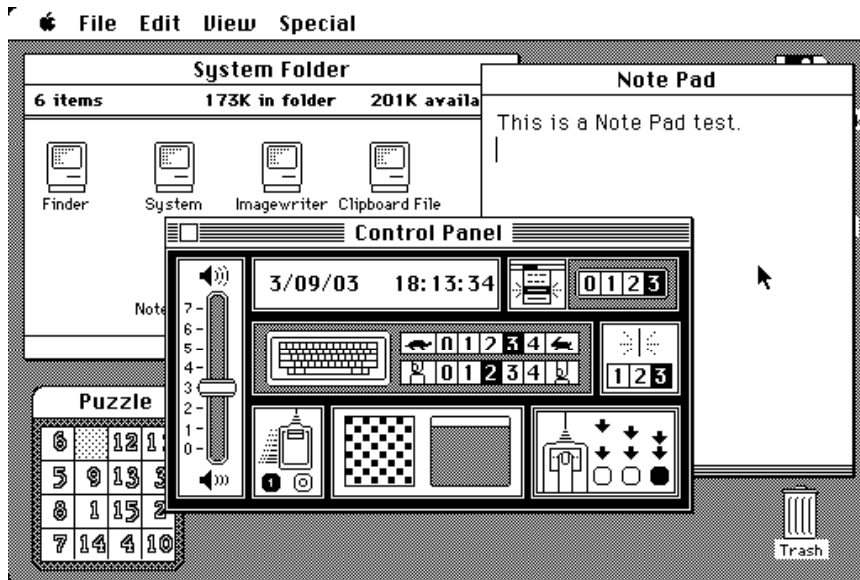 File Edit View Special
System Folder
6 items 173K in folder 201K availa
Finder System Imagewriter Clipboard File
Note
Note Pad
This is a Note Pad test.
Control Panel
3/09/03 18:13:34
0 1 2 3
7
6
5
4
3
2
1
0
0 1 2 3 4
0 1 2 3 4
1 2 3
1 0
Puzzle
6 12 1
5 9 13 3
8 1 15 2
7 14 4 10
Trash